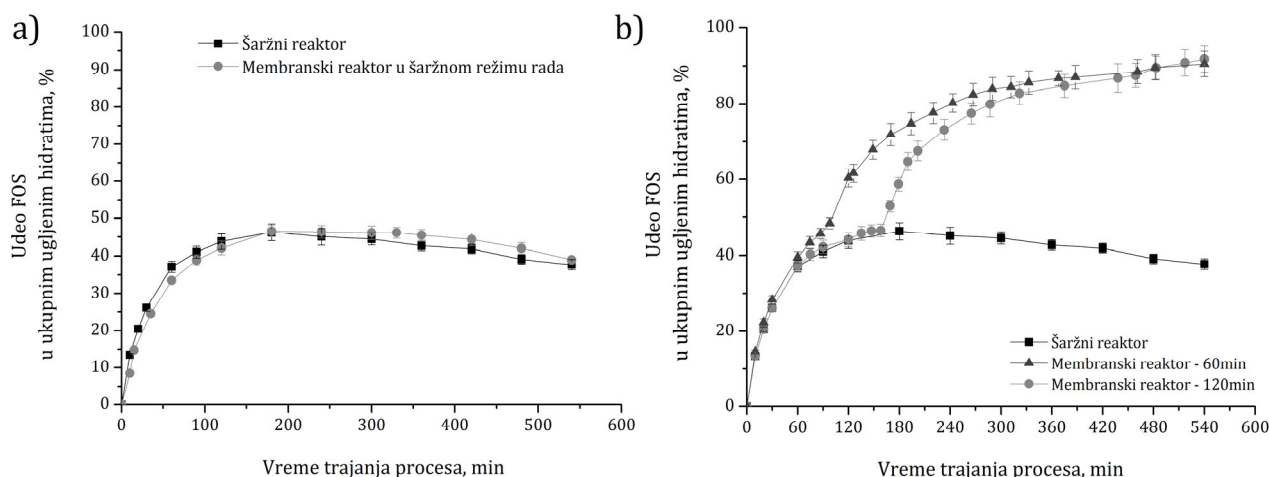 a)
Udeo FOS
u ukupnim ugljenim hidratima, %
100
90
80
70
60
50
40
30
20
10
0
Šaržni reaktor
Membranski reaktor u šaržnom režimu rada
0 100 200 300 400 500 600
Vreme trajanja procesa, min
b)
Udeo FOS
u ukupnim ugljenim hidratima, %
100
80
60
40
20
0
Šaržni reaktor
Membranski reaktor - 60min
Membranski reaktor - 120min
0 60 120 180 240 300 360 420 480 540 600
Vreme trajanja procesa, min